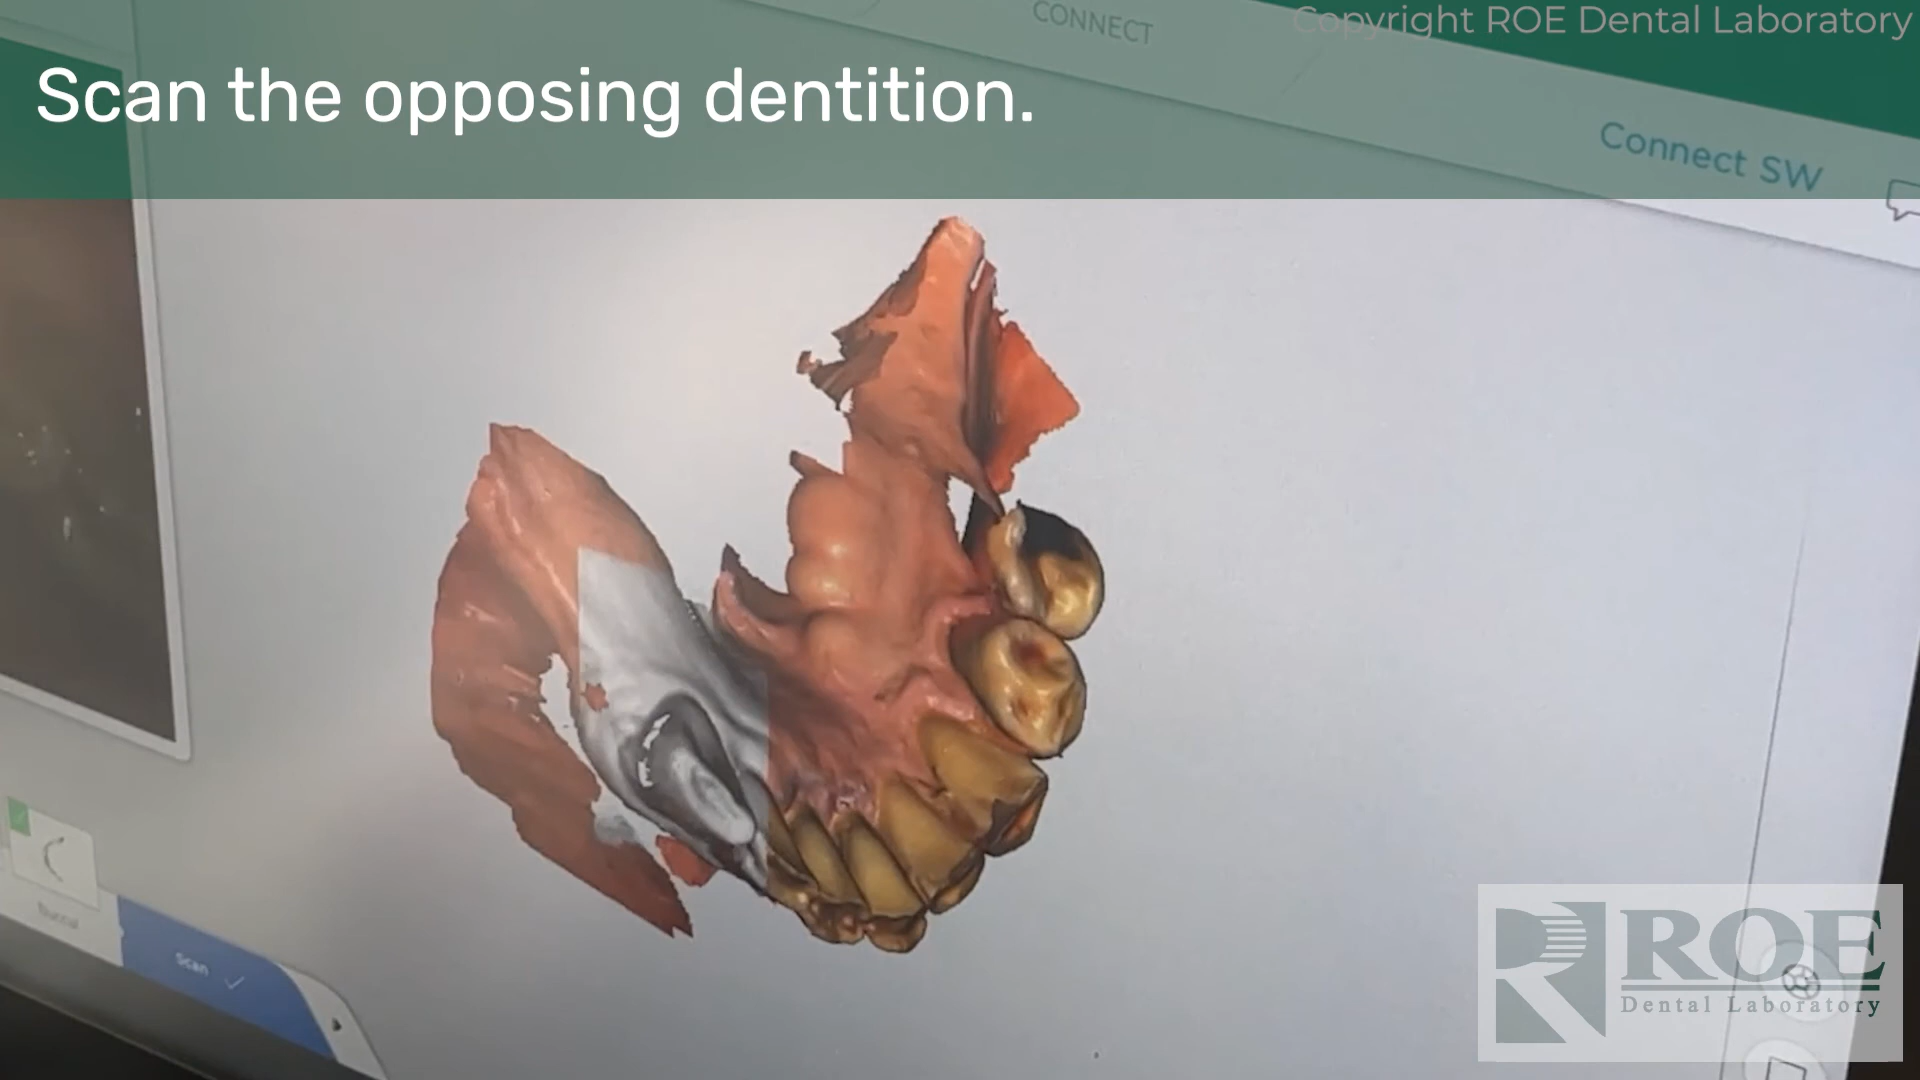 CONNECT
Copyright ROE Dental Laboratory
Scan the opposing dentition.
Connect SW
Scan
ROE
Dental Laboratory